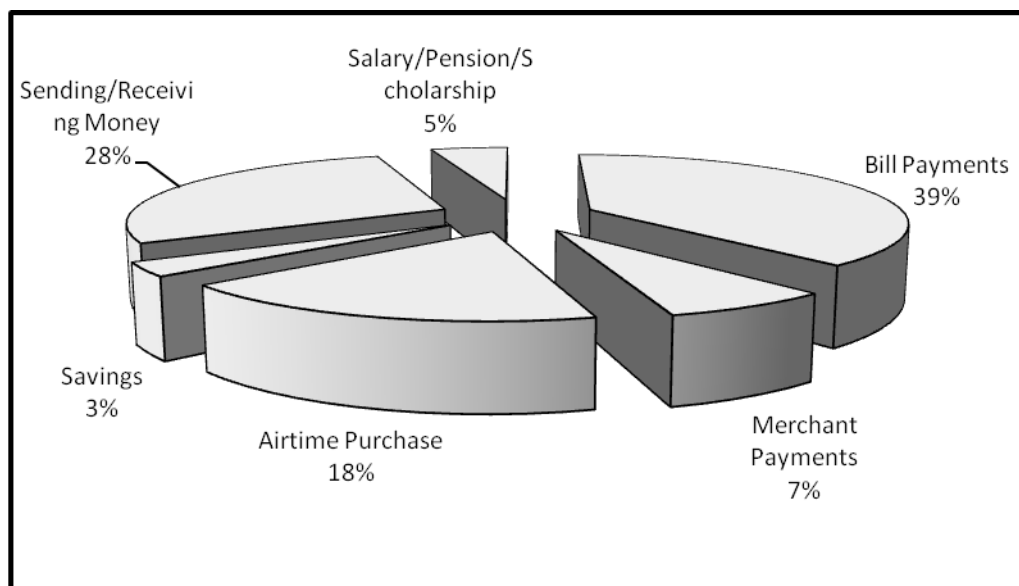 Salary/Pension/S
cholarship
5%
Sending/Receivi
ng Money
28%
Bill Payments
39%
Savings
3%
Airtime Purchase
18%
Merchant
Payments
7%